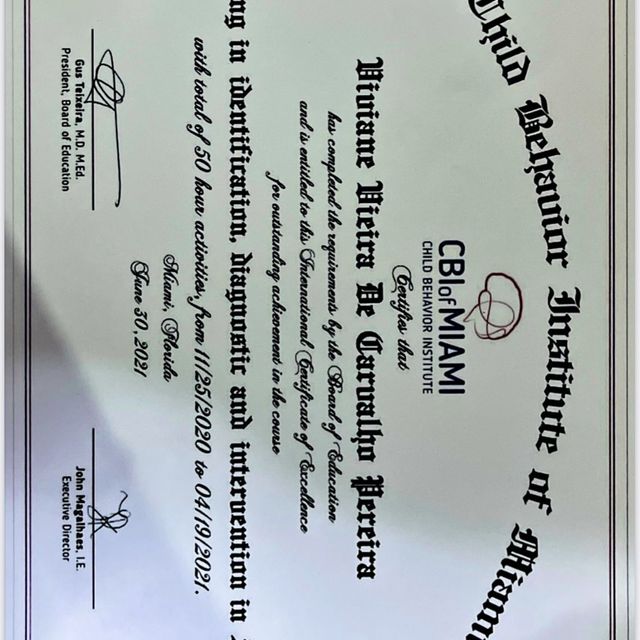 Child Behavior Institute of Miami
CBI of MIAMI
CHILD BEHAVIOR INSTITUTE
Certifies that
Viviane Vieira De Carvalho Pereira
has completed the requirements by the Board of Education
and is entitled to this International Certificate of Excellence
for outstanding achievement in the course
ng in identification, diagnostic and intervention in
with total of 50 hour activities, from 11/25/2020 to 04/19/2021.
Miami, Florida
June 30, 2021
Gus Teixeira, M.D. M.Ed.
President, Board of Education
John Magalhaes, I.E.
Executive Director